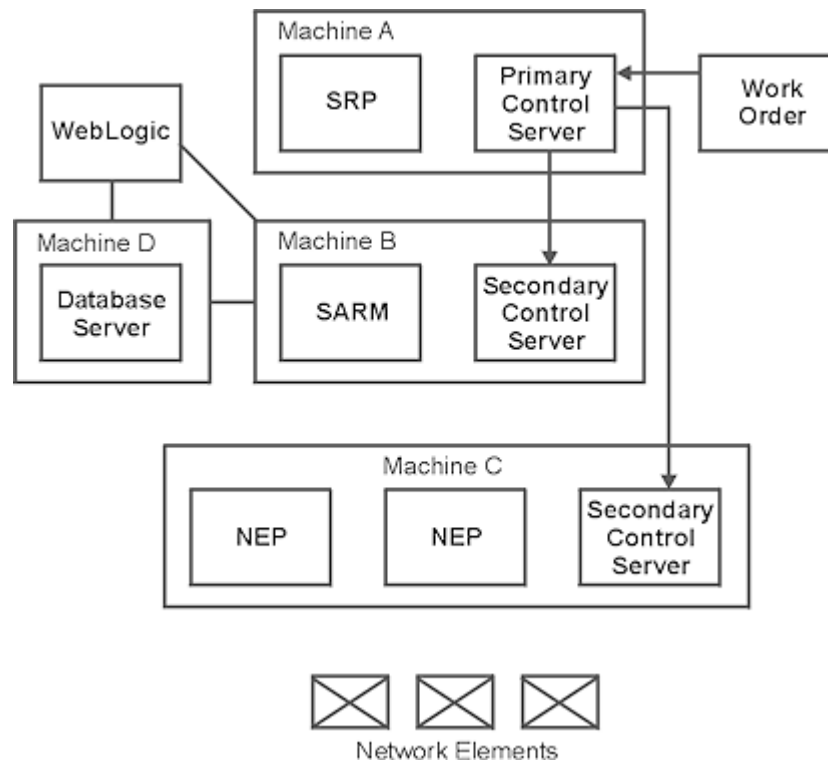 Machine A
SRP
Primary
Control
Server
Work
Order
WebLogic
Machine D
Database
Server
Machine B
SARM
Secondary
Control
Server
Machine C
NEP
NEP
Secondary
Control
Server
Network Elements